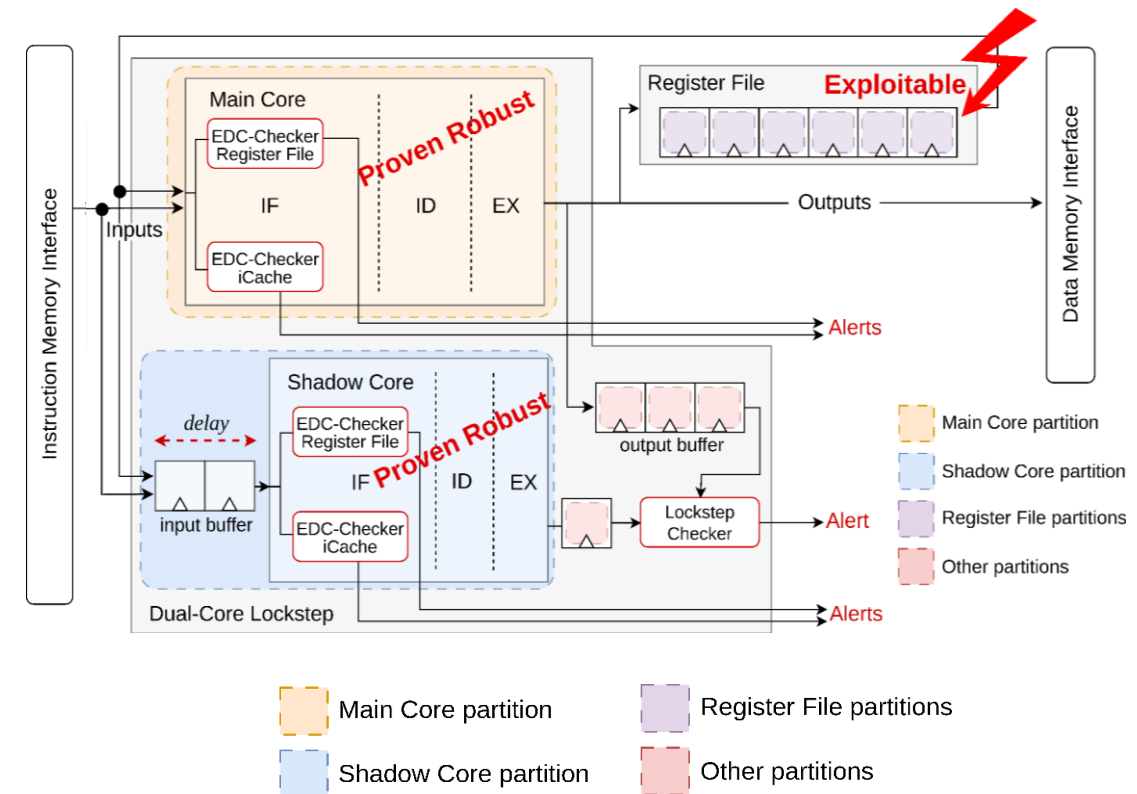 Instruction Memory Interface
Inputs
Main Core
EDC-Checker
Register File
IF
ID
EX
EDC-Checker
iCache
Proven Robust
Register File
Exploitable
Outputs
Data Memory Interface
Alerts
Shadow Core
delay
input buffer
EDC-Checker
Register File
IF
ID
EX
EDC-Checker
iCache
Proven Robust
output buffer
Lockstep
Checker
Alert
Alerts
Dual-Core Lockstep
Main Core partition
Shadow Core partition
Register File partitions
Other partitions
Main Core partition
Register File partitions
Shadow Core partition
Other partitions